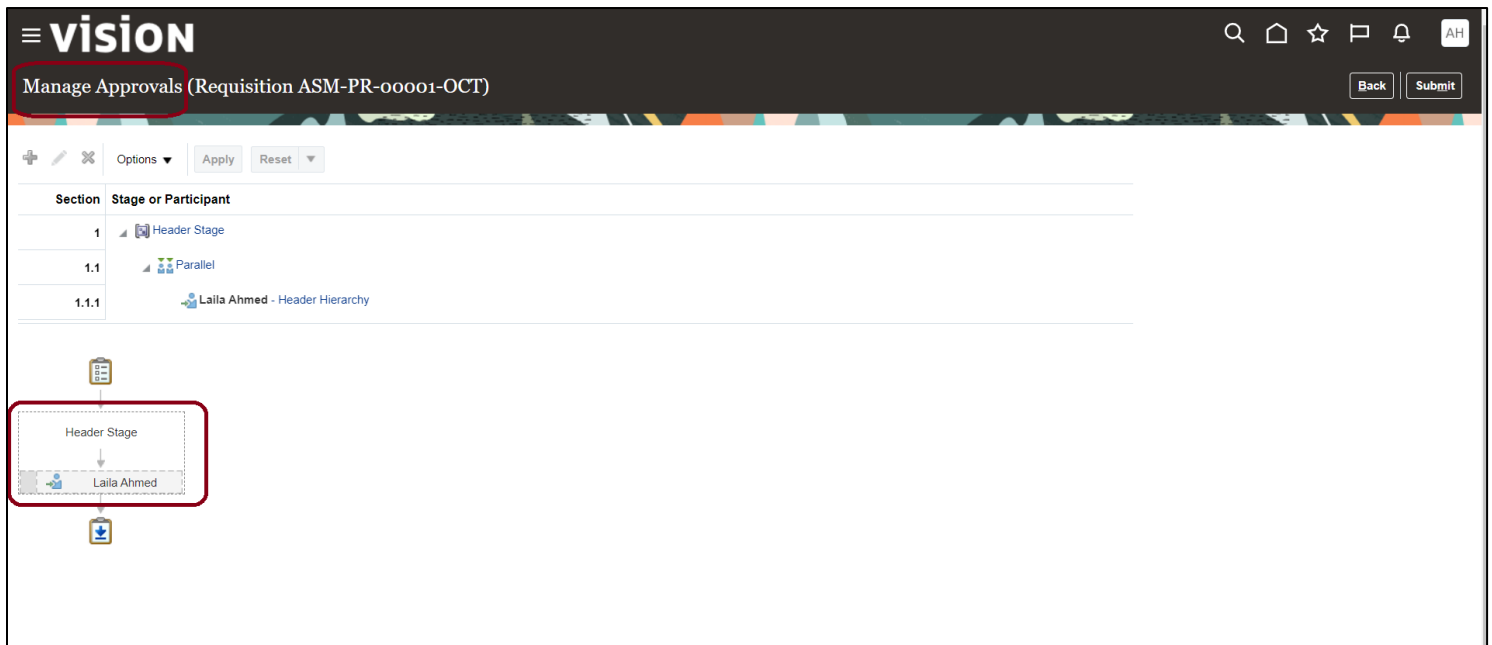 vision
AH
Manage Approvals (Requisition ASM-PR-00001-OCT)
Back
Submit
Options
Apply
Reset
Section Stage or Participant
1 Header Stage
1.1 Parallel
1.1.1 Laila Ahmed - Header Hierarchy
Header Stage
Laila Ahmed